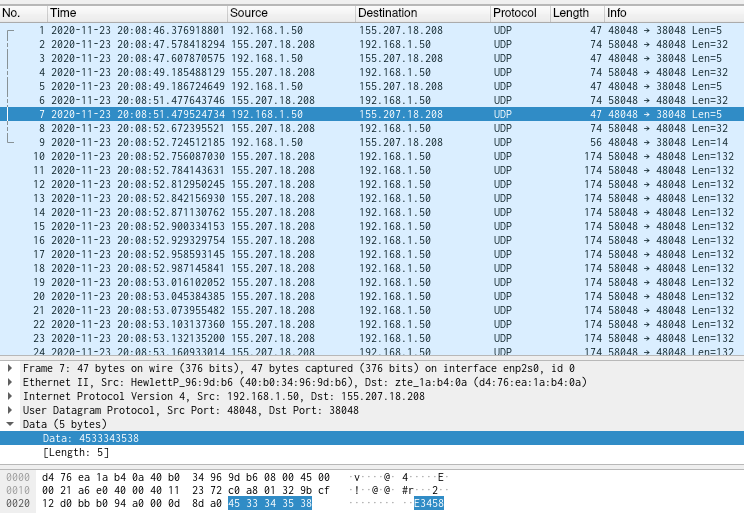 No. Time Source Destination Protocol Length Info
1 2020-11-23 20:08:46.376918801 192.168.1.50 155.207.18.208 UDP 47 48048 → 38048 Len=5
2 2020-11-23 20:08:47.578418294 155.207.18.208 192.168.1.50 UDP 74 58048 → 48048 Len=32
3 2020-11-23 20:08:47.607870575 192.168.1.50 155.207.18.208 UDP 47 48048 → 38048 Len=5
4 2020-11-23 20:08:49.185488129 155.207.18.208 192.168.1.50 UDP 74 58048 → 48048 Len=32
5 2020-11-23 20:08:49.186724649 192.168.1.50 155.207.18.208 UDP 47 48048 → 38048 Len=5
6 2020-11-23 20:08:51.477643746 155.207.18.208 192.168.1.50 UDP 74 58048 → 48048 Len=32
7 2020-11-23 20:08:51.479524734 192.168.1.50 155.207.18.208 UDP 47 48048 → 38048 Len=5
8 2020-11-23 20:08:52.672395521 155.207.18.208 192.168.1.50 UDP 74 58048 → 48048 Len=32
9 2020-11-23 20:08:52.724512185 192.168.1.50 155.207.18.208 UDP 56 48048 → 38048 Len=14
10 2020-11-23 20:08:52.756087030 155.207.18.208 192.168.1.50 UDP 174 58048 → 48048 Len=132
11 2020-11-23 20:08:52.784143631 155.207.18.208 192.168.1.50 UDP 174 58048 → 48048 Len=132
12 2020-11-23 20:08:52.812950245 155.207.18.208 192.168.1.50 UDP 174 58048 → 48048 Len=132
13 2020-11-23 20:08:52.842156930 155.207.18.208 192.168.1.50 UDP 174 58048 → 48048 Len=132
14 2020-11-23 20:08:52.871130762 155.207.18.208 192.168.1.50 UDP 174 58048 → 48048 Len=132
15 2020-11-23 20:08:52.900334153 155.207.18.208 192.168.1.50 UDP 174 58048 → 48048 Len=132
16 2020-11-23 20:08:52.929329754 155.207.18.208 192.168.1.50 UDP 174 58048 → 48048 Len=132
17 2020-11-23 20:08:52.958593145 155.207.18.208 192.168.1.50 UDP 174 58048 → 48048 Len=132
18 2020-11-23 20:08:52.987145841 155.207.18.208 192.168.1.50 UDP 174 58048 → 48048 Len=132
19 2020-11-23 20:08:53.016102052 155.207.18.208 192.168.1.50 UDP 174 58048 → 48048 Len=132
20 2020-11-23 20:08:53.045384385 155.207.18.208 192.168.1.50 UDP 174 58048 → 48048 Len=132
21 2020-11-23 20:08:53.073955482 155.207.18.208 192.168.1.50 UDP 174 58048 → 48048 Len=132
22 2020-11-23 20:08:53.103137360 155.207.18.208 192.168.1.50 UDP 174 58048 → 48048 Len=132
23 2020-11-23 20:08:53.132135200 155.207.18.208 192.168.1.50 UDP 174 58048 → 48048 Len=132
24 2020-11-23 20:08:53.160933014 155.207.18.208 192.168.1.50 UDP 174 58048 → 48048 Len=132
Frame 7: 47 bytes on wire (376 bits), 47 bytes captured (376 bits) on interface enp2s0, id 0
Ethernet II, Src: HewlettP_96:9d:b6 (40:b0:34:96:9d:b6), Dst: zte_1a:b4:0a (d4:76:ea:1a:b4:0a)
Internet Protocol Version 4, Src: 192.168.1.50, Dst: 155.207.18.208
User Datagram Protocol, Src Port: 48048, Dst Port: 38048
Data (5 bytes)
Data: 4533343538
[Length: 5]
0000 d4 76 ea 1a b4 0a 40 b0 34 96 9d b6 08 00 45 00 ·v····@· 4·····E·
0010 00 21 a6 e0 40 00 40 11 23 72 c0 a8 01 32 9b cf ·!··@·@· #r···2··
0020 12 d0 bb b0 94 a0 00 0d 8d a0 45 33 34 35 38 ········ ··E3458